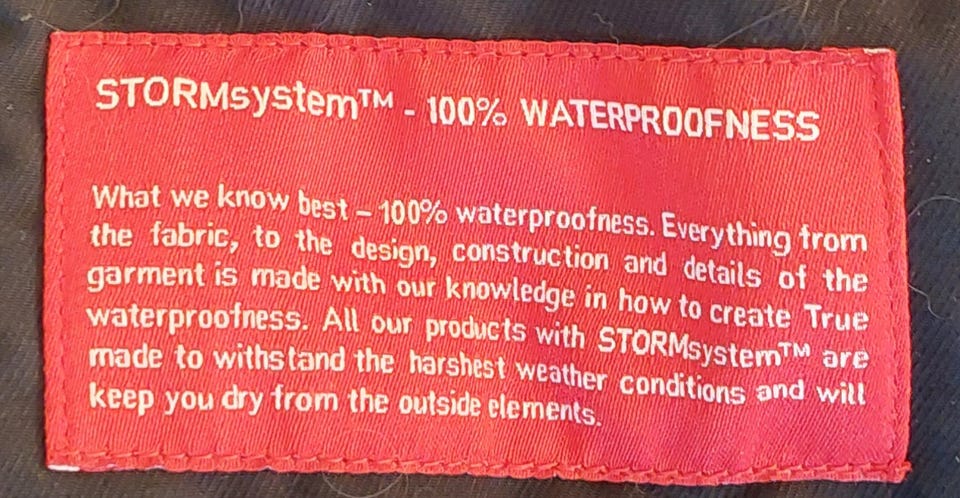 STORMsystem™ - 100% WATERPROOFNESS
What we know best – 100% waterproofness. Everything from
the fabric, to the design, construction and details of the
garment is made with our knowledge in how to create True
waterproofness. All our products with STORMsystem™ are
made to withstand the harshest weather conditions and will
keep you dry from the outside elements.